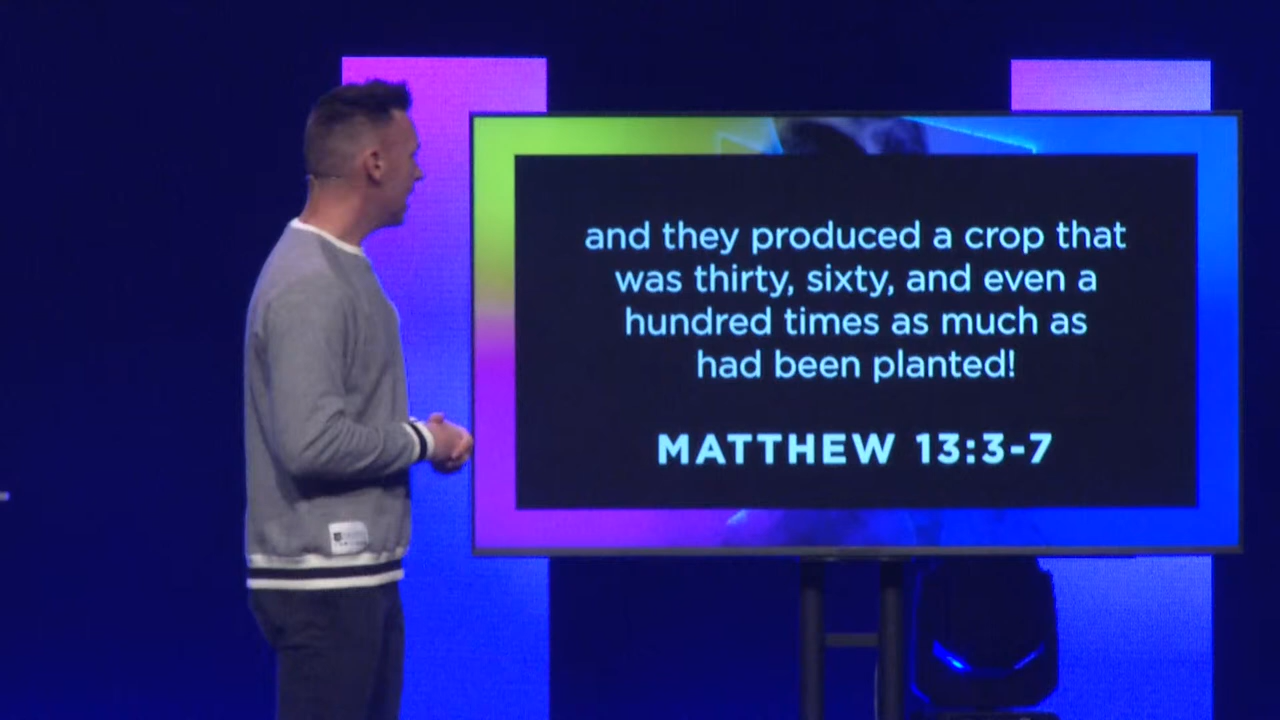 and they produced a crop that
was thirty, sixty, and even a
hundred times as much as
had been planted!
MATTHEW 13:3-7